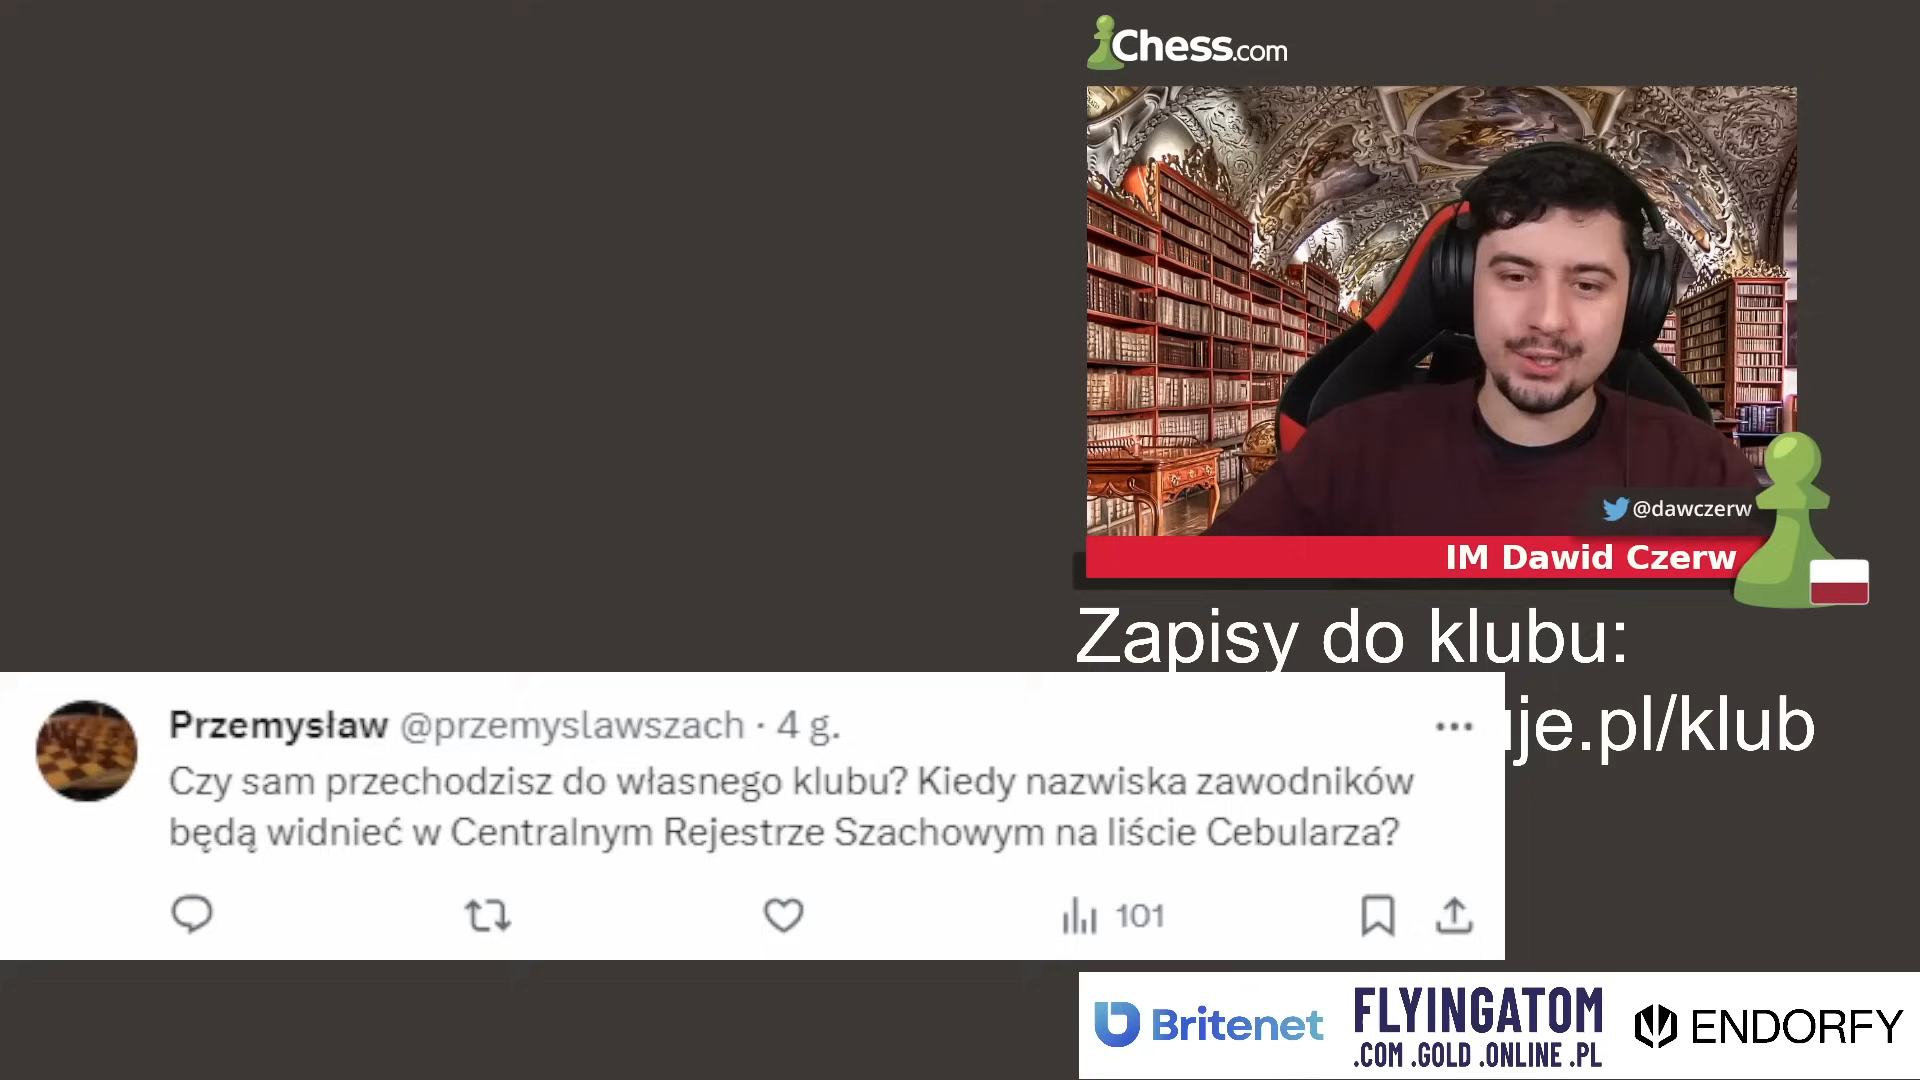 Chess.com
@dawczerw
IM Dawid Czerw
Zapisy do klubu:
je.pl/klub
Przemysław @przemyslawszach · 4 g.
Czy sam przechodzisz do własnego klubu? Kiedy nazwiska zawodników
będą widnieć w Centralnym Rejestrze Szachowym na liście Cebularza?
101
Britenet
FLYINGATOM
.COM .GOLD .ONLINE .PL
ENDORFY